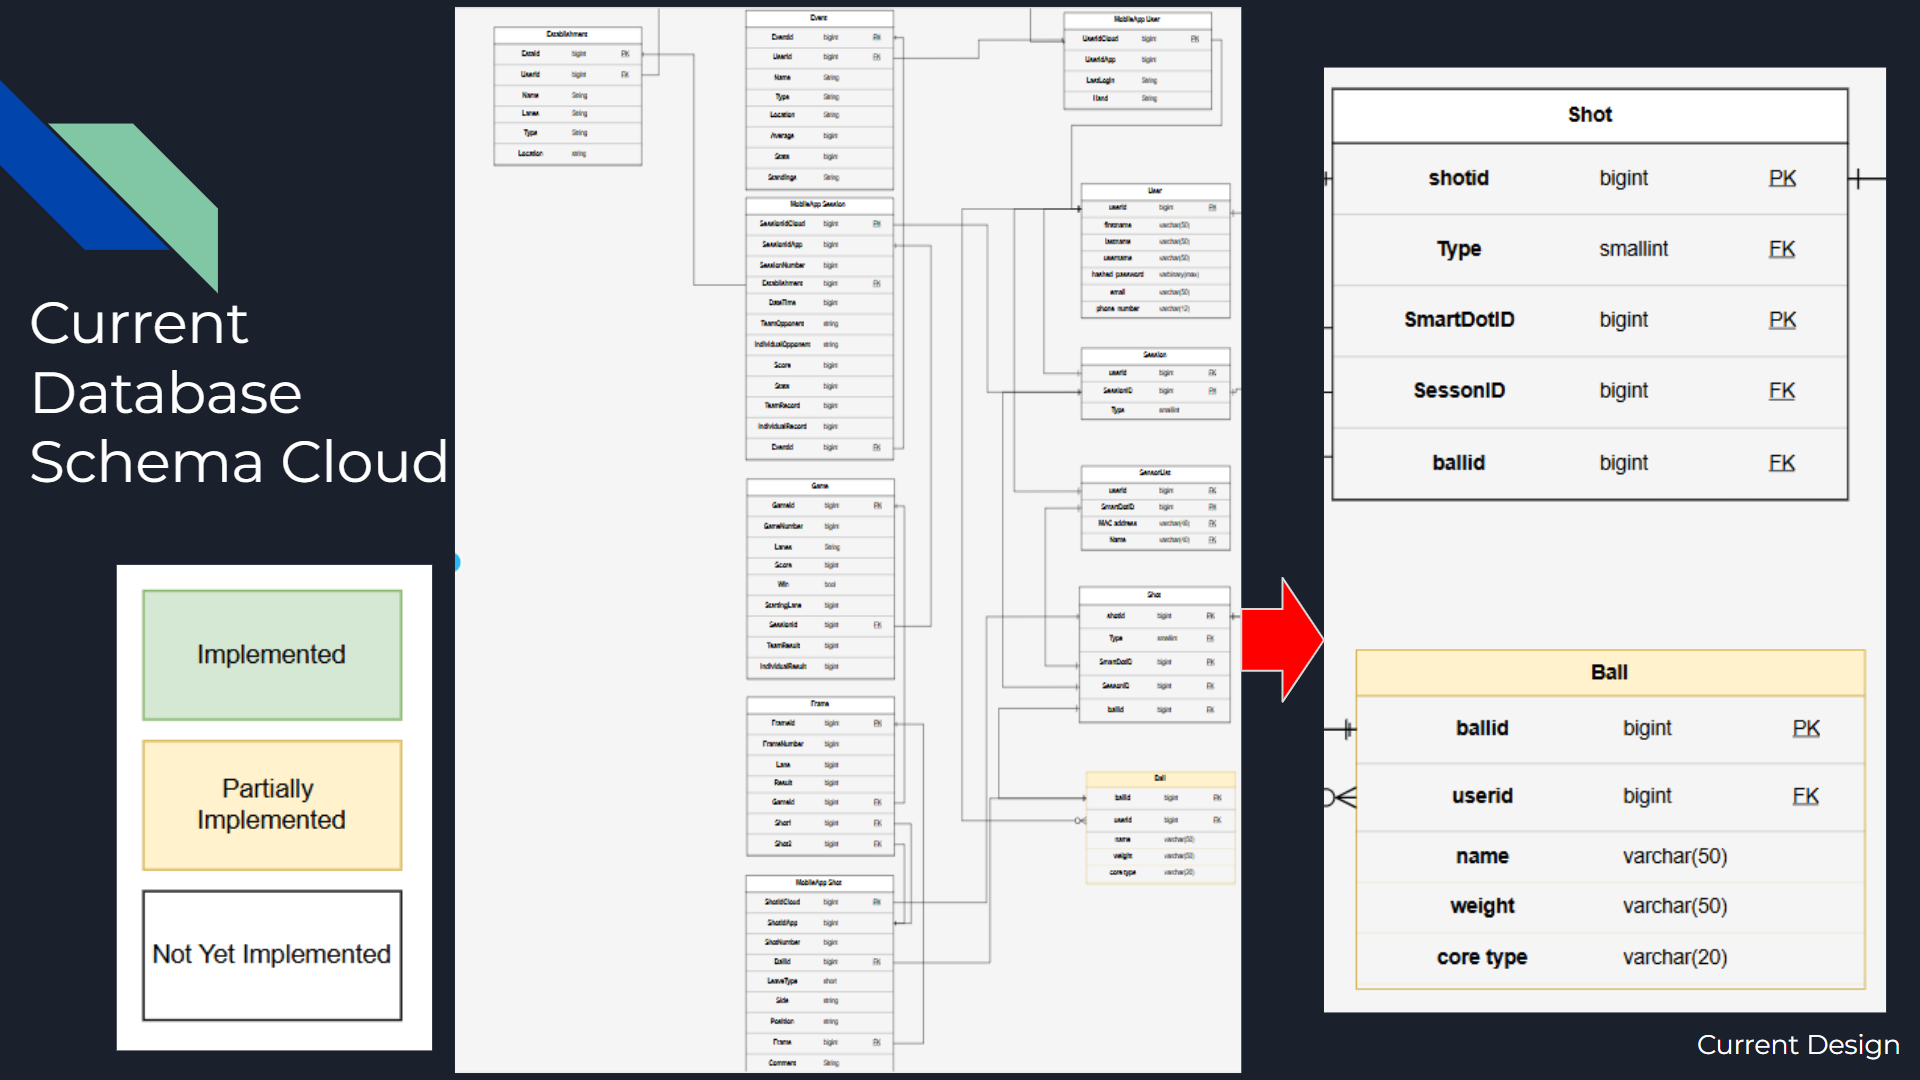 Current
Database
Schema Cloud
Implemented
Partially
Implemented
Not Yet Implemented
Establishment
EstaId bigint PK
UserId bigint FK
Name String
Lanes String
Type String
Location string
Event
EventId bigint PK
UserId bigint FK
Name String
Type String
Location String
Average bigint
Stats bigint
Standings String
MobileApp Session
SessionIdCloud bigint PK
SessionIdApp bigint
SessionNumber bigint
Establishment bigint FK
DateTime bigint
TeamOpponent string
IndividualOpponent string
Score bigint
Stats bigint
TeamRecord bigint
IndividualRecord bigint
EventId bigint FK
Game
GameId bigint PK
GameNumber bigint
Lanes String
Score bigint
Win bool
StartingLane bigint
SessionId bigint FK
TeamResult bigint
IndividualResult bigint
Frame
FrameId bigint PK
FrameNumber bigint
Lane bigint
Result bigint
GameId bigint FK
Shot1 bigint FK
Shot2 bigint FK
MobileApp Shot
ShotIdCloud bigint PK
ShotIdApp bigint
ShotNumber bigint
BallId bigint FK
LeaveType short
Side string
Position string
Frame bigint FK
Comment String
MobileApp User
UserIdCloud bigint PK
UserIdApp bigint
LastLogin String
Hand String
User
userid bigint PK
firstname varchar(50)
lastname varchar(50)
username varchar(50)
hashed password varbinary(max)
email varchar(50)
phone number varchar(12)
Session
userid bigint FK
SessionID bigint PK
Type smallint
SensorList
userid bigint FK
SmartDotID bigint PK
MAC address varchar(48) FK
Name varchar(40) FK
Shot
shotid bigint PK
Type smallint FK
SmartDotID bigint PK
SessonID bigint FK
ballid bigint FK
Ball
ballid bigint PK
userid bigint FK
name varchar(50)
weight varchar(50)
core type varchar(20)
Shot
shotid bigint PK
Type smallint FK
SmartDotID bigint PK
SessonID bigint FK
ballid bigint FK
Ball
ballid bigint PK
userid bigint FK
name varchar(50)
weight varchar(50)
core type varchar(20)
Current Design